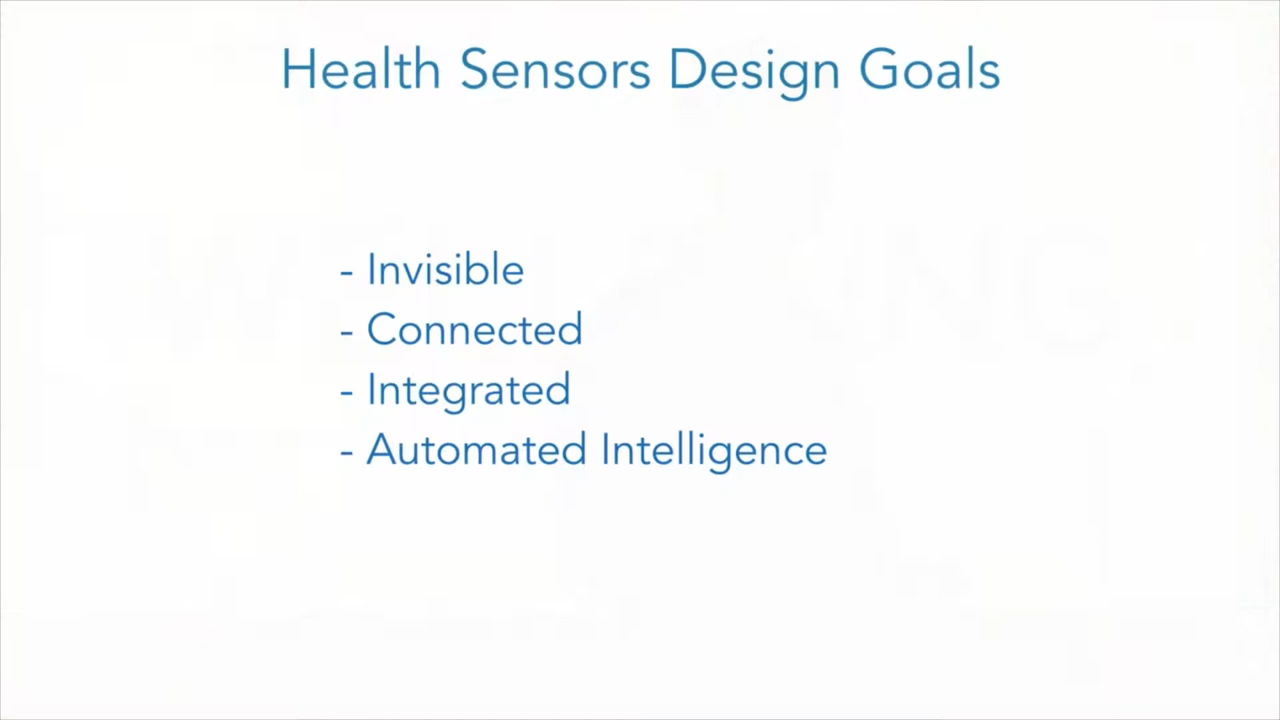 Health Sensors Design Goals
- Invisible
- Connected
- Integrated
- Automated Intelligence